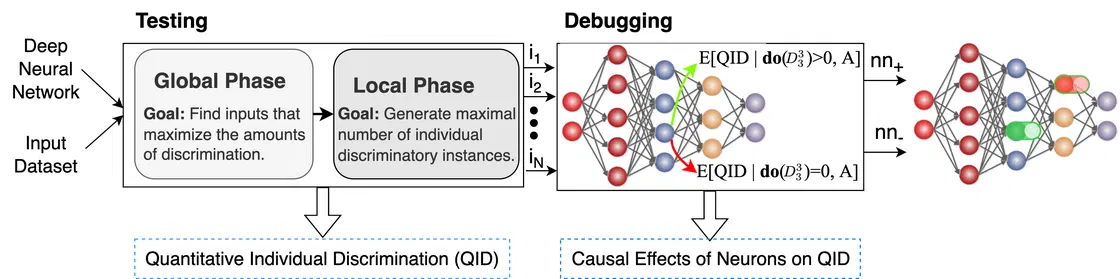 Testing
Debugging
Deep
Neural
Network
Input
Dataset
Global Phase
Goal: Find inputs that
maximize the amounts
of discrimination.
Local Phase
Goal: Generate maximal
number of individual
discriminatory instances.
i1
i2
iN
E[QID | do(D³₃)>0, A]
E[QID | do(D³₃)=0, A]
nn+
nn-
Quantitative Individual Discrimination (QID)
Causal Effects of Neurons on QID